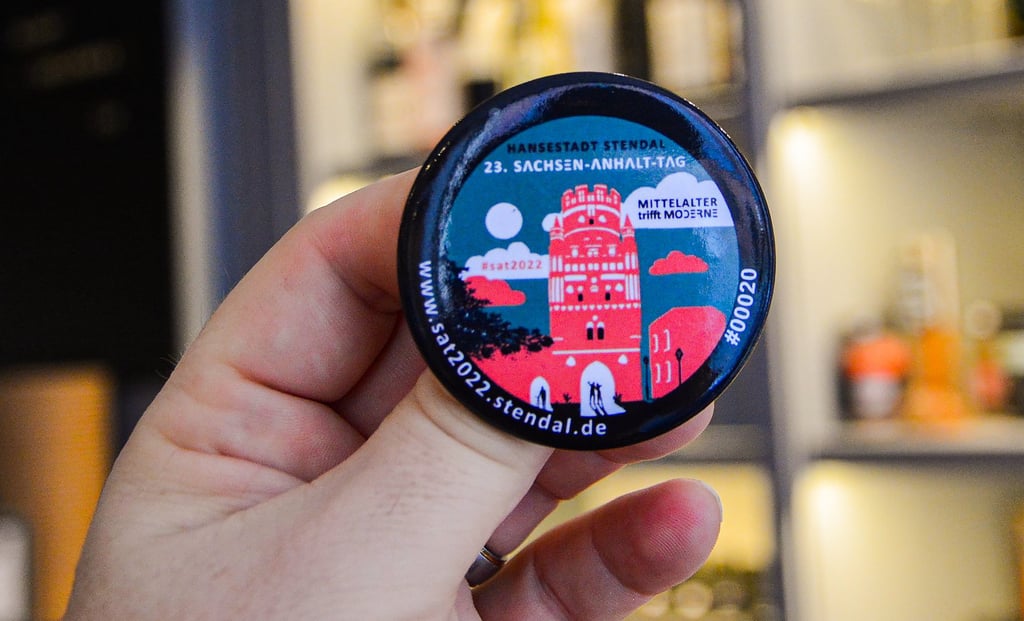 HANSESTADT STENDAL
23. SACHSEN-ANHALT-TAG
MITTELALTER
trifft MODERNE
#sat2022
www.sat2022.stendal.de
#00020